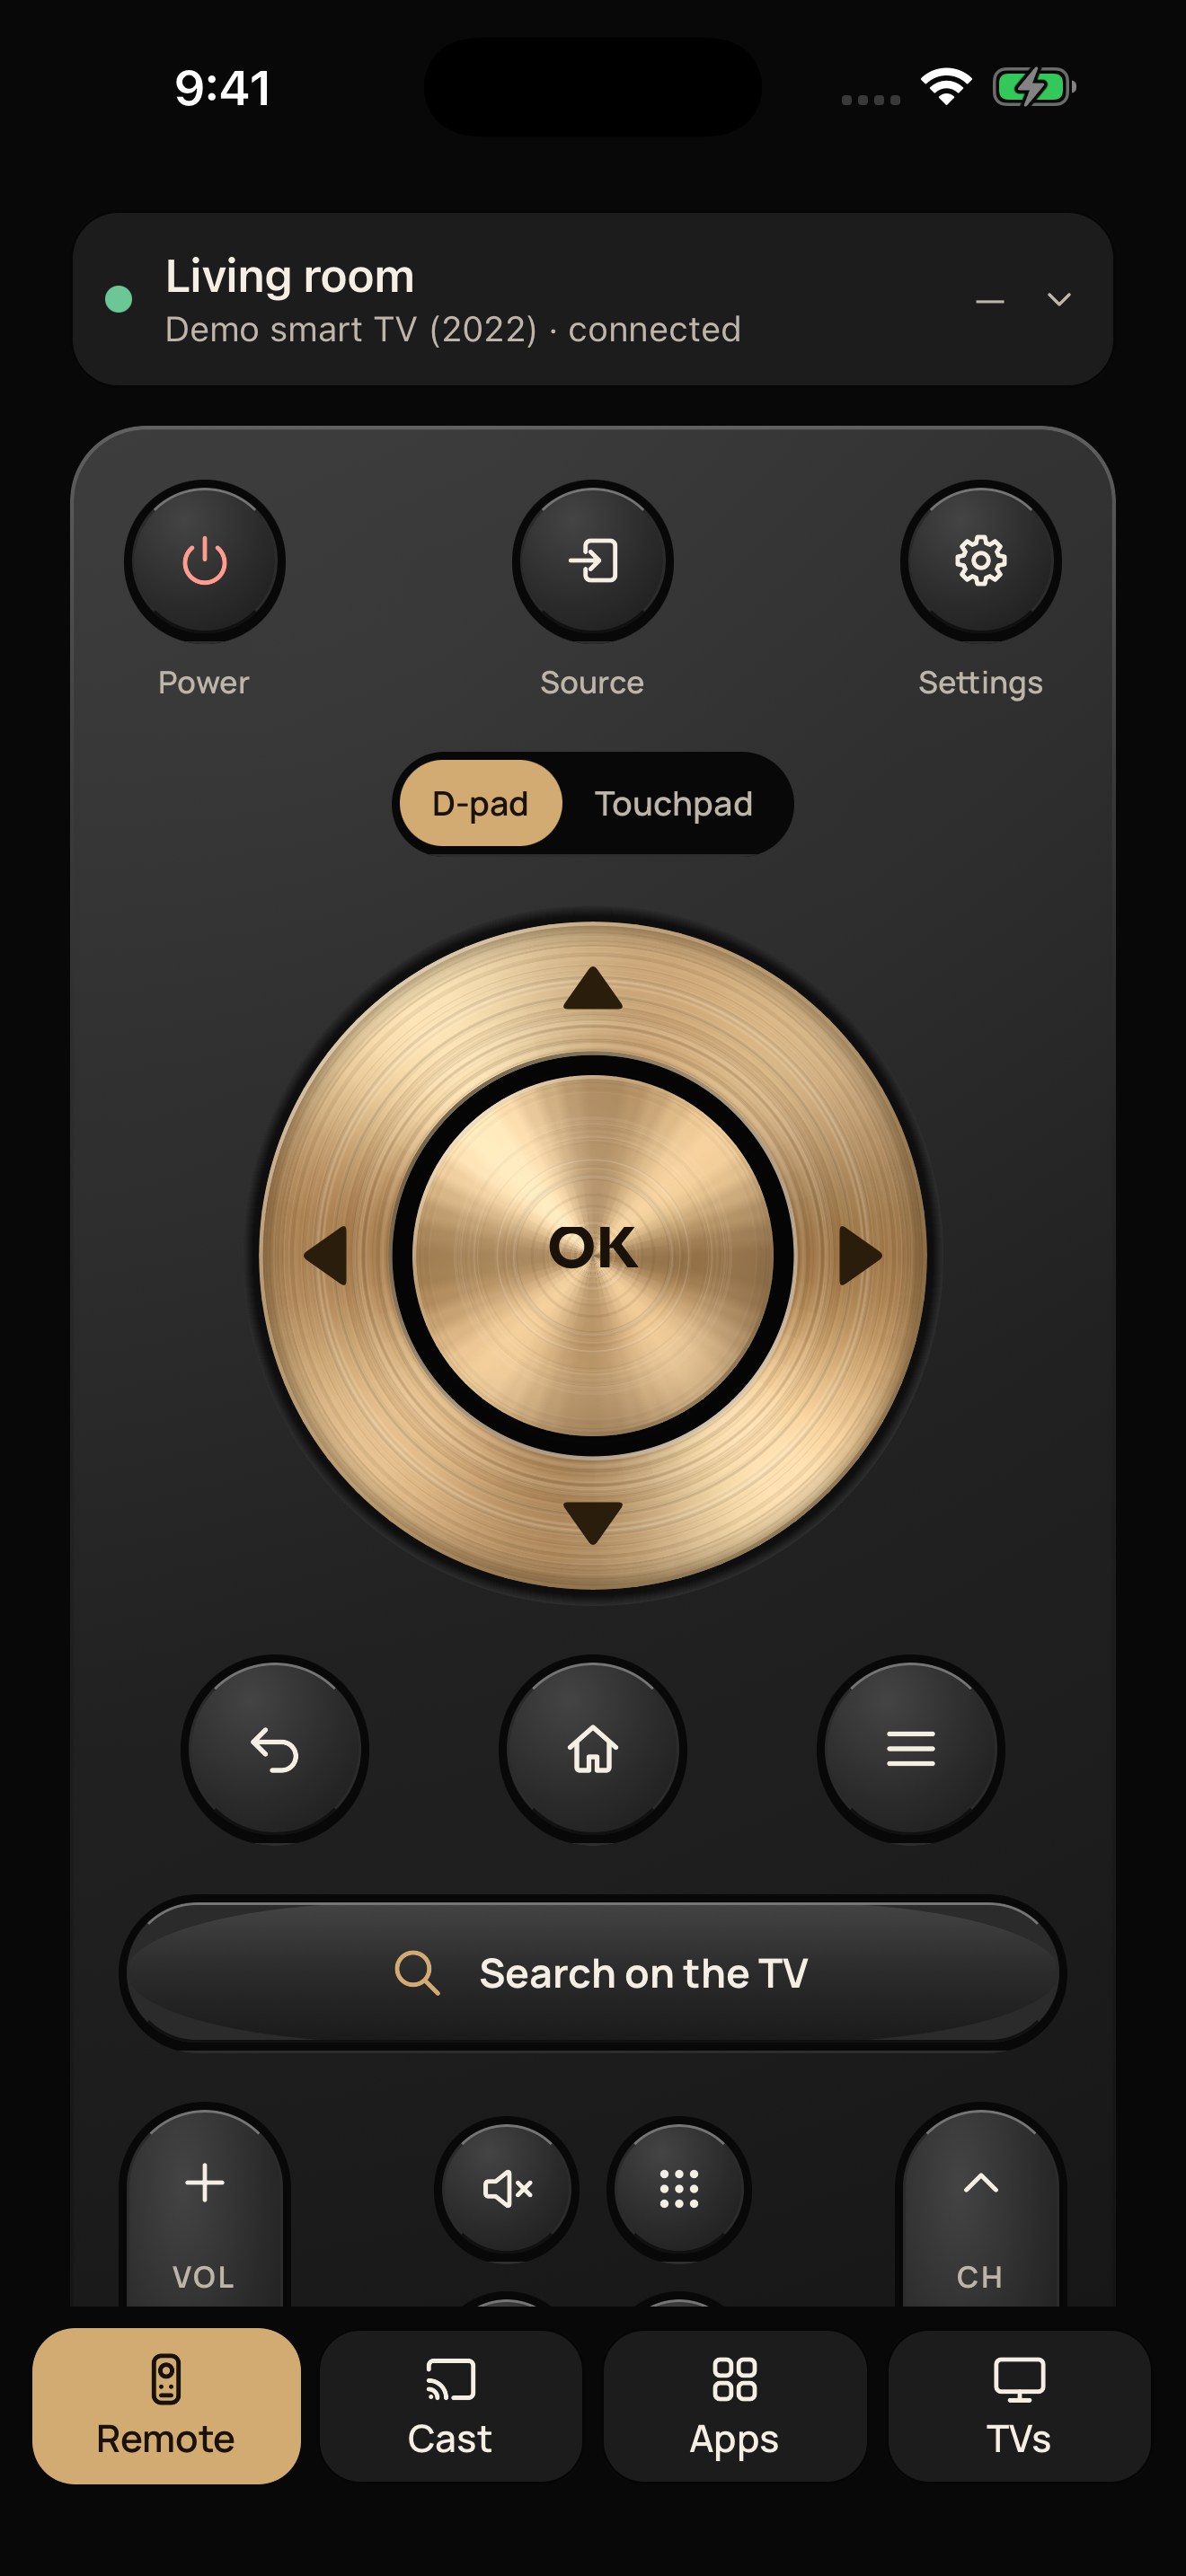 9:41
Living room
Demo smart TV (2022) · connected
Power
Source
Settings
D-pad
Touchpad
OK
Search on the TV
VOL
CH
Remote
Cast
Apps
TVs